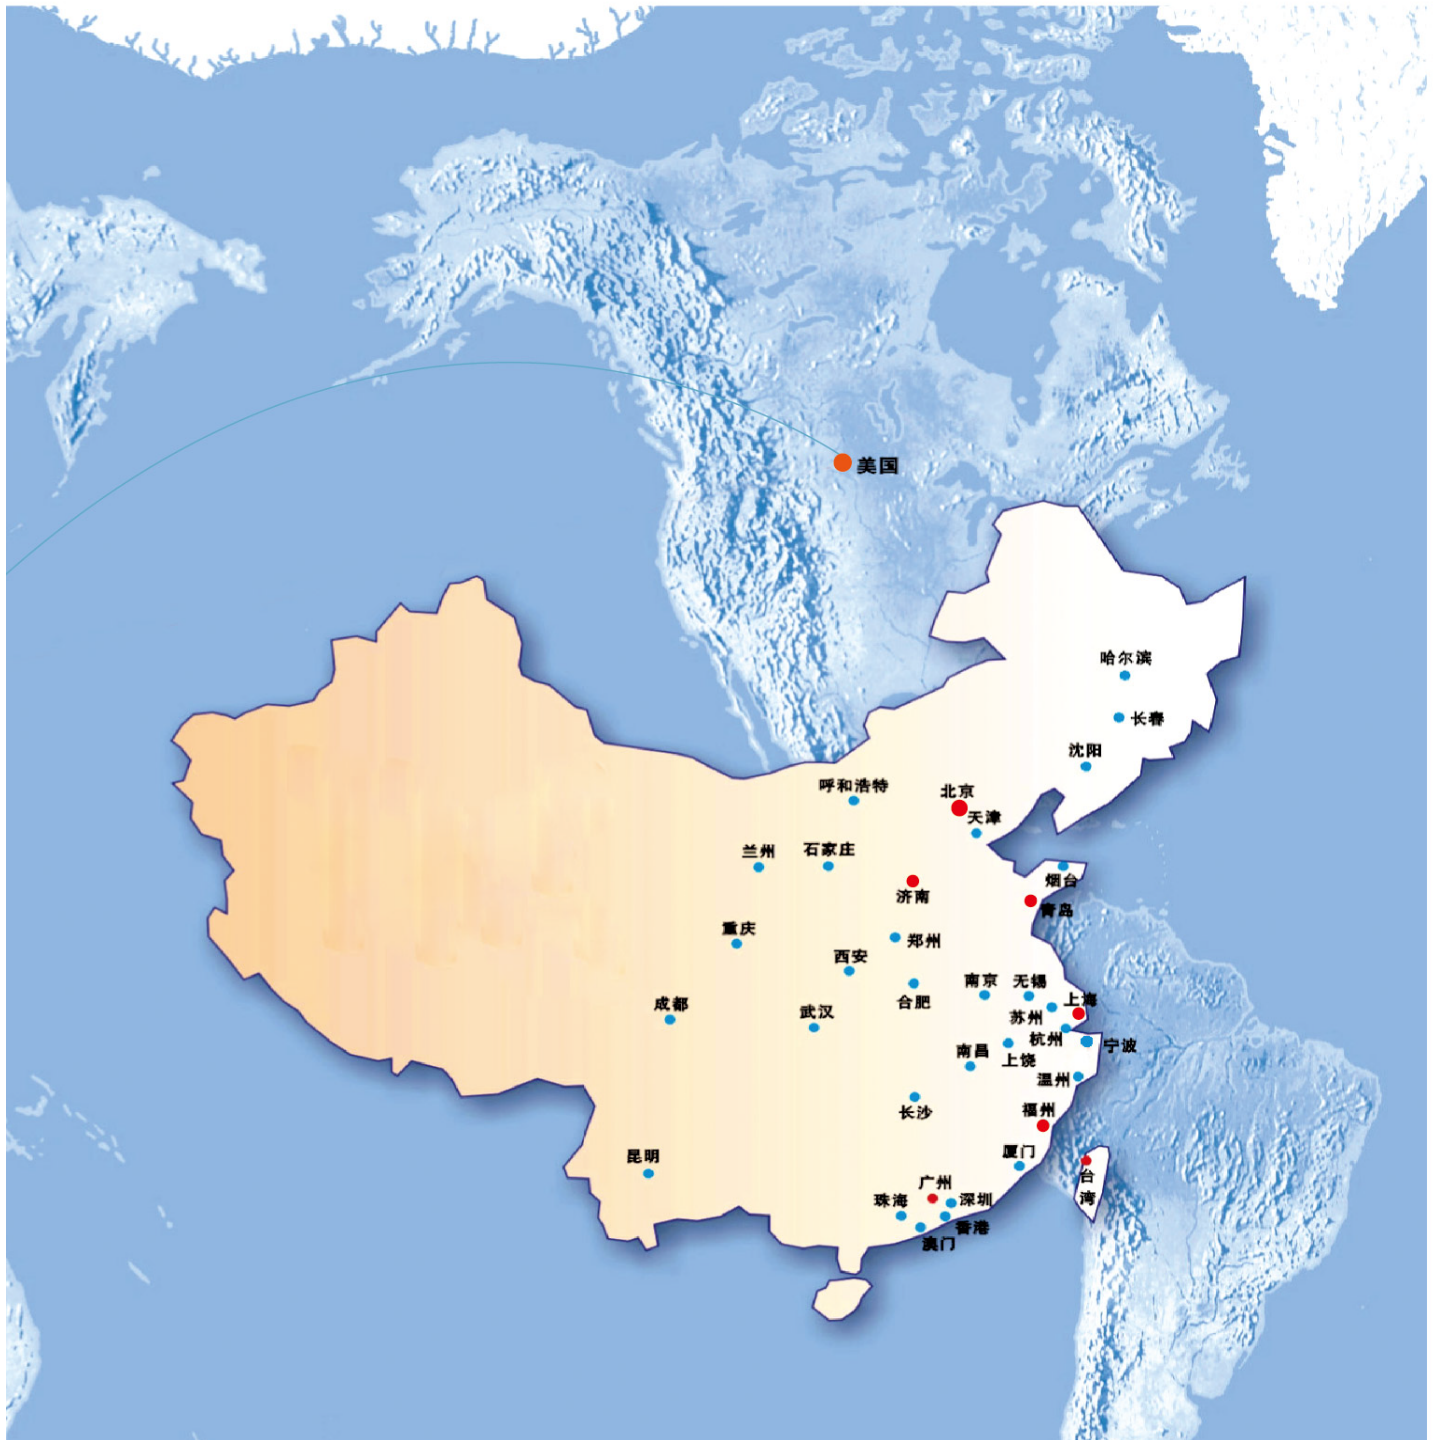 美国
哈尔滨
长春
沈阳
呼和浩特
北京
天津
兰州
石家庄
烟台
济南
青岛
重庆
郑州
西安
南京
无锡
合肥
上海
成都
武汉
苏州
杭州
宁波
南昌
上饶
温州
长沙
福州
厦门
昆明
台
湾
广州
珠海
深圳
香港
澳门